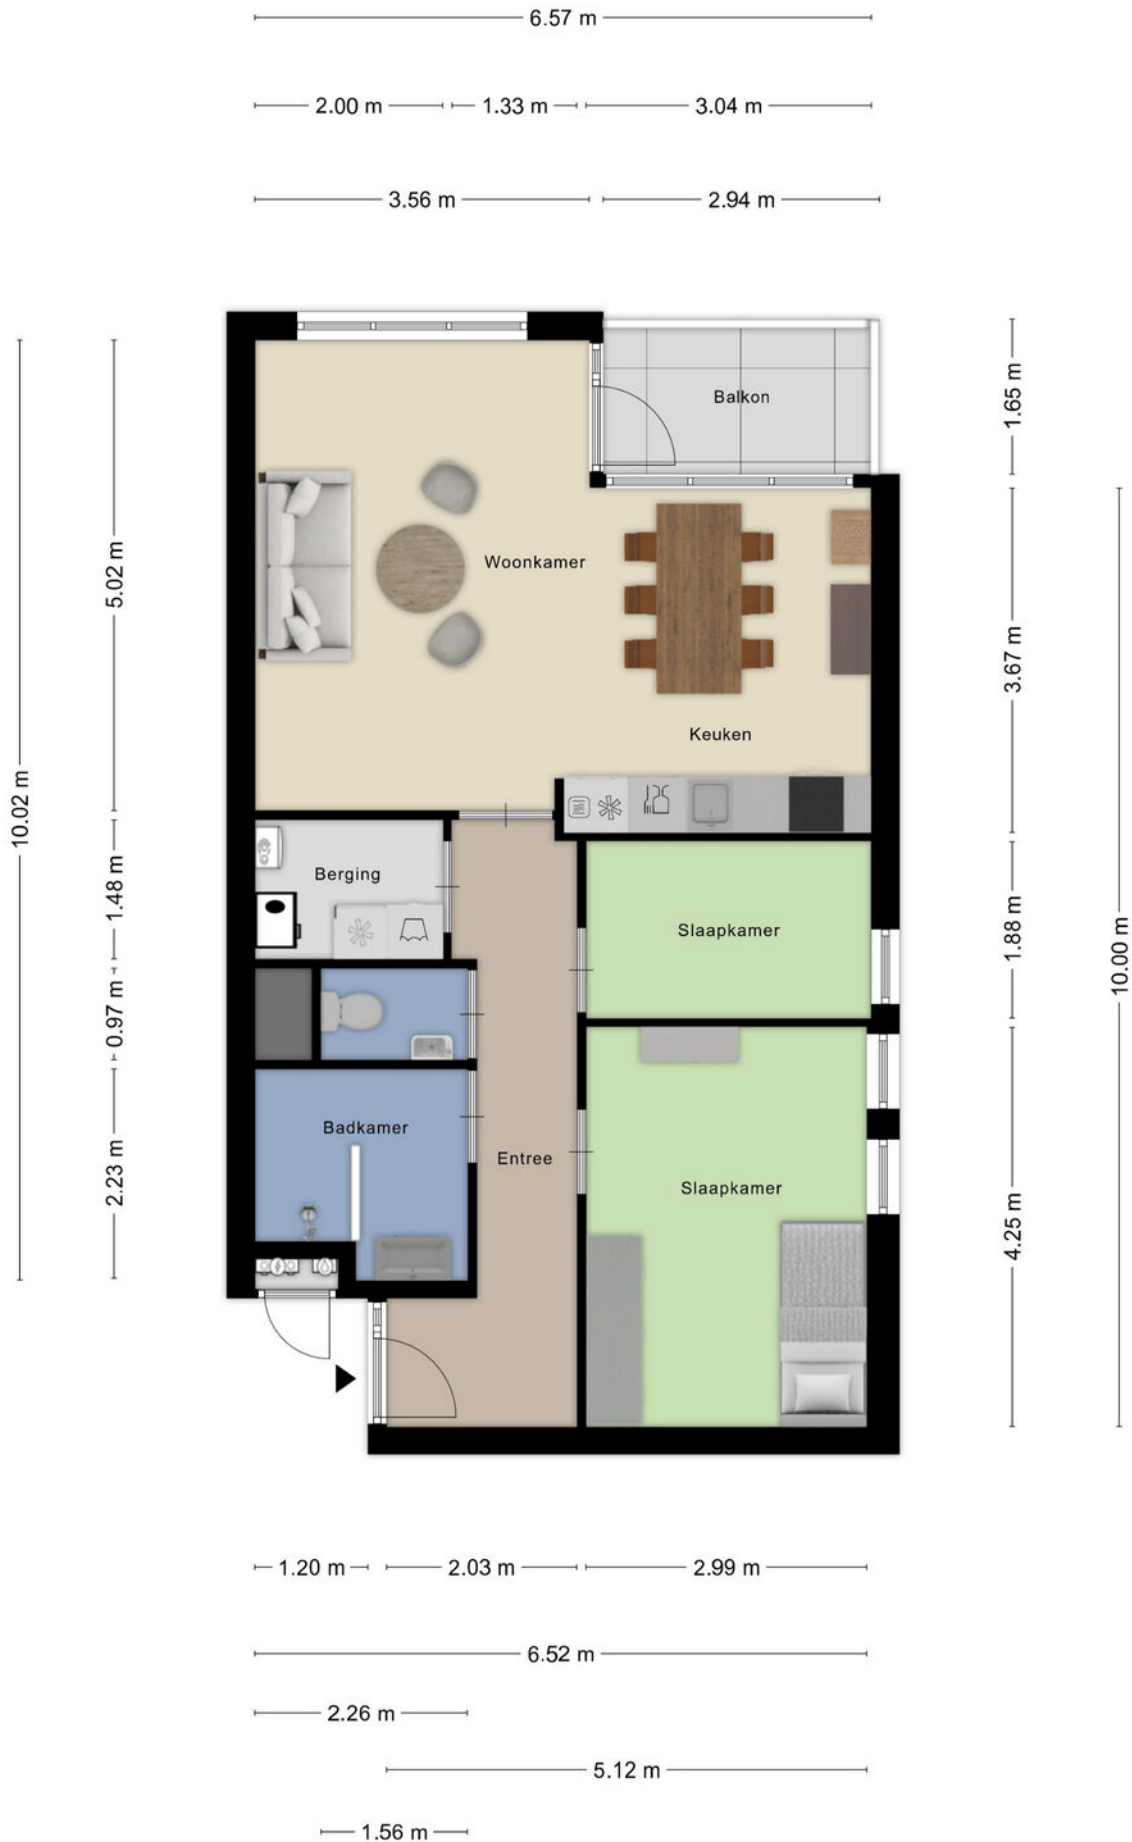 6.57 m
2.00 m
1.33 m
3.04 m
3.56 m
2.94 m
Balkon
1.65 m
Woonkamer
5.02 m
3.67 m
Keuken
10.02 m
10.00 m
Berging
1.48 m
Slaapkamer
1.88 m
0.97 m
Badkamer
2.23 m
Entree
Slaapkamer
4.25 m
1.20 m
2.03 m
2.99 m
6.52 m
2.26 m
5.12 m
1.56 m